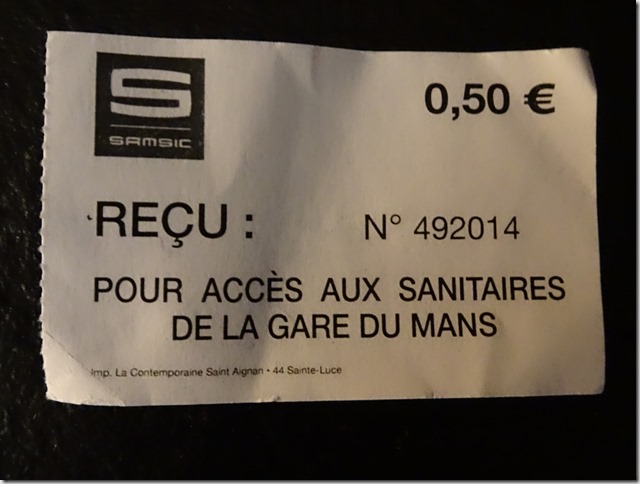 S
SAMSIC
0,50 €
REÇU :
N° 492014
POUR ACCÈS AUX SANITAIRES
DE LA GARE DU MANS
Imp. La Contemporaine Saint Aignan • 44 Sainte-Luce